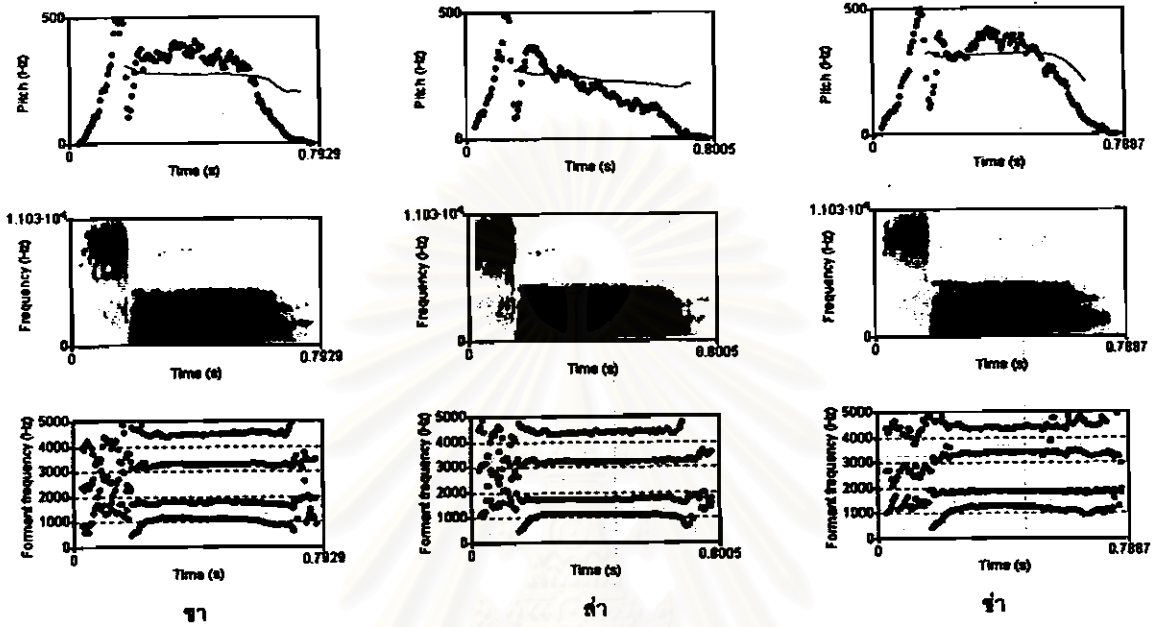 500
Pitch (Hz)
0
0
0.7929
Time (s)
500
Pitch (Hz)
0
0
0.8005
Time (s)
500
Pitch (Hz)
0
0
0.7887
Time (s)
1.103·10⁴
Frequency (Hz)
0
0
0.7929
Time (s)
1.103·10⁴
Frequency (Hz)
0
0
0.8005
Time (s)
1.103·10⁴
Frequency (Hz)
0
0
0.7887
Time (s)
5000
4000
3000
2000
1000
0
Formant frequency (Hz)
0
0.7929
Time (s)
5000
4000
3000
2000
1000
0
Formant frequency (Hz)
0
0.8005
Time (s)
5000
4000
3000
2000
1000
0
Formant frequency (Hz)
0
0.7887
Time (s)
ซา
ส่า
ซ่า